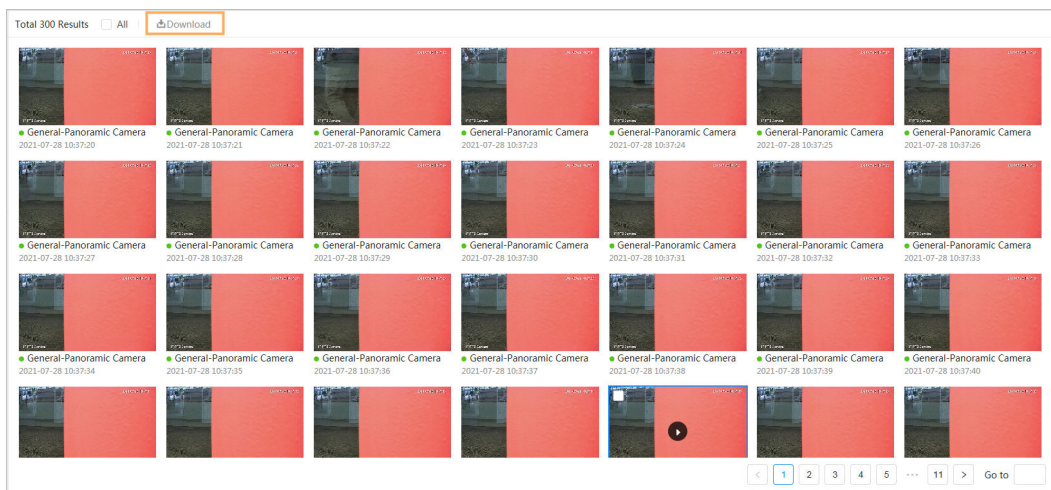 Total 300 Results All Download
General-Panoramic Camera General-Panoramic Camera General-Panoramic Camera General-Panoramic Camera General-Panoramic Camera General-Panoramic Camera General-Panoramic Camera
2021-07-28 10:37:20 2021-07-28 10:37:21 2021-07-28 10:37:22 2021-07-28 10:37:23 2021-07-28 10:37:24 2021-07-28 10:37:25 2021-07-28 10:37:26
General-Panoramic Camera General-Panoramic Camera General-Panoramic Camera General-Panoramic Camera General-Panoramic Camera General-Panoramic Camera General-Panoramic Camera
2021-07-28 10:37:27 2021-07-28 10:37:28 2021-07-28 10:37:29 2021-07-28 10:37:30 2021-07-28 10:37:31 2021-07-28 10:37:32 2021-07-28 10:37:33
General-Panoramic Camera General-Panoramic Camera General-Panoramic Camera General-Panoramic Camera General-Panoramic Camera General-Panoramic Camera General-Panoramic Camera
2021-07-28 10:37:34 2021-07-28 10:37:35 2021-07-28 10:37:36 2021-07-28 10:37:37 2021-07-28 10:37:38 2021-07-28 10:37:39 2021-07-28 10:37:40
< 1 2 3 4 5 ··· 11 > Go to